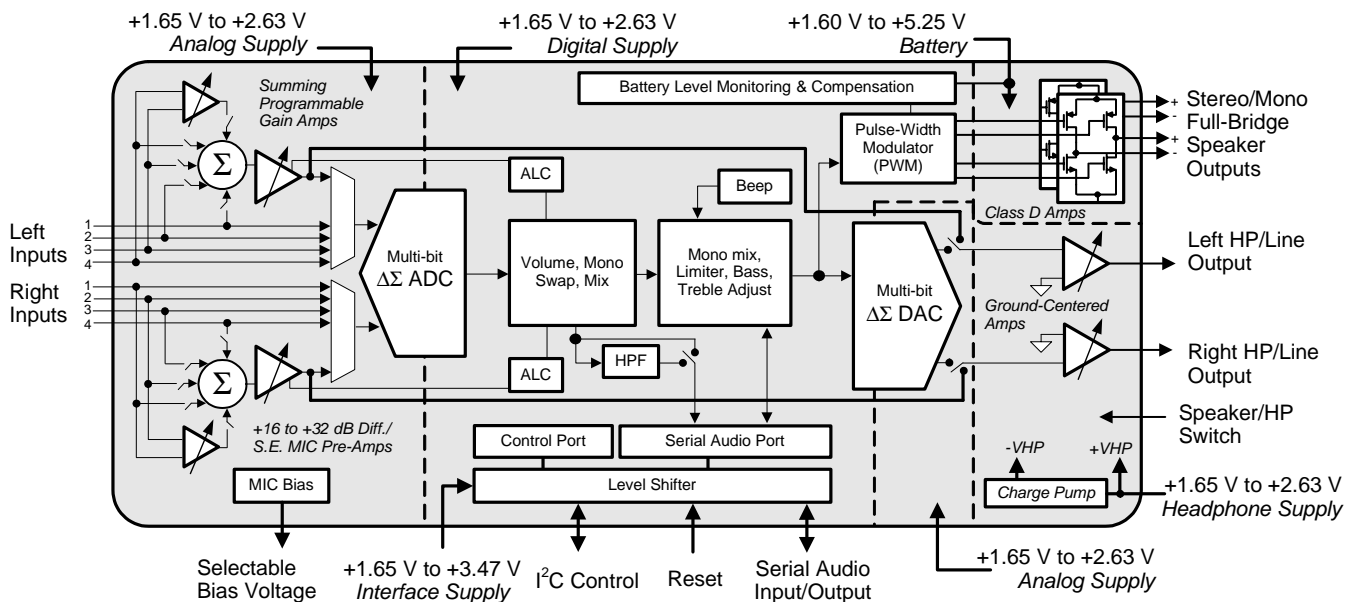 +1.65 V to +2.63 V
Analog Supply
+1.65 V to +2.63 V
Digital Supply
+1.60 V to +5.25 V
Battery
Summing
Programmable
Gain Amps
Battery Level Monitoring & Compensation
Pulse-Width
Modulator
(PWM)
+
-
+
-
Stereo/Mono
Full-Bridge
Speaker
Outputs
Class D Amps
Σ
ALC
Beep
Left
Inputs
1
2
3
4
Right
Inputs
1
2
3
4
Multi-bit
ΔΣ ADC
Volume, Mono
Swap, Mix
Mono mix,
Limiter, Bass,
Treble Adjust
Multi-bit
ΔΣ DAC
Left HP/Line
Output
Ground-Centered
Amps
Right HP/Line
Output
Σ
ALC
HPF
+16 to +32 dB Diff./
S.E. MIC Pre-Amps
Control Port
Serial Audio Port
Speaker/HP
Switch
-VHP
+VHP
MIC Bias
Level Shifter
Charge Pump
+1.65 V to +2.63 V
Headphone Supply
Selectable
Bias Voltage
+1.65 V to +3.47 V
Interface Supply
I²C Control
Reset
Serial Audio
Input/Output
+1.65 V to +2.63 V
Analog Supply